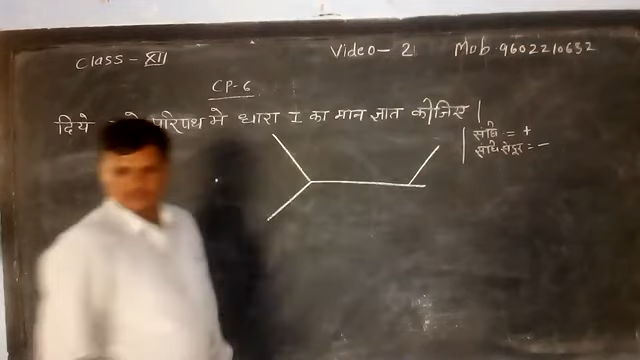 Class - XII Video - 2 Mob. 9602210632
CP-6
दिये परिपथ मे धारा I का मान ज्ञात कीजिए |
संधि = +
संधि से दूर = -